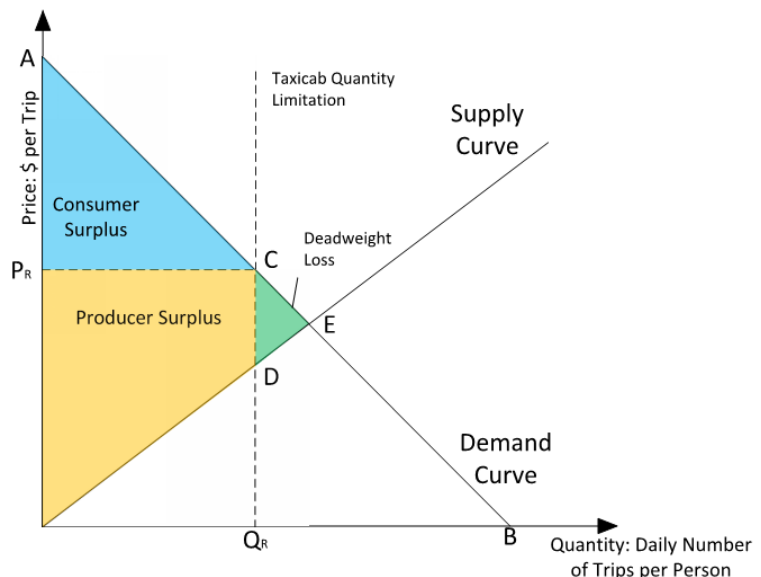 A
Price: $ per Trip
Taxicab Quantity
Limitation
Supply
Curve
Consumer
Surplus
Deadweight
Loss
C
PR
Producer Surplus
E
D
Demand
Curve
QR
B
Quantity: Daily Number
of Trips per Person